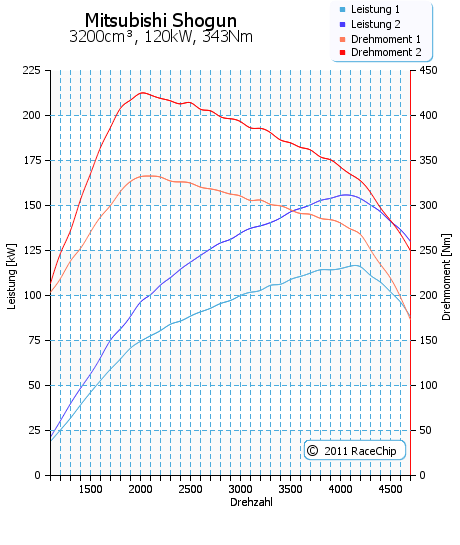 Mitsubishi Shogun
3200cm³, 120kW, 343Nm
Leistung 1
Leistung 2
Drehmoment 1
Drehmoment 2
225
200
175
150
125
100
75
50
25
0
Leistung [kW]
450
400
350
300
250
200
150
100
50
0
Drehmoment [Nm]
1500 2000 2500 3000 3500 4000 4500
Drehzahl
© 2011 RaceChip